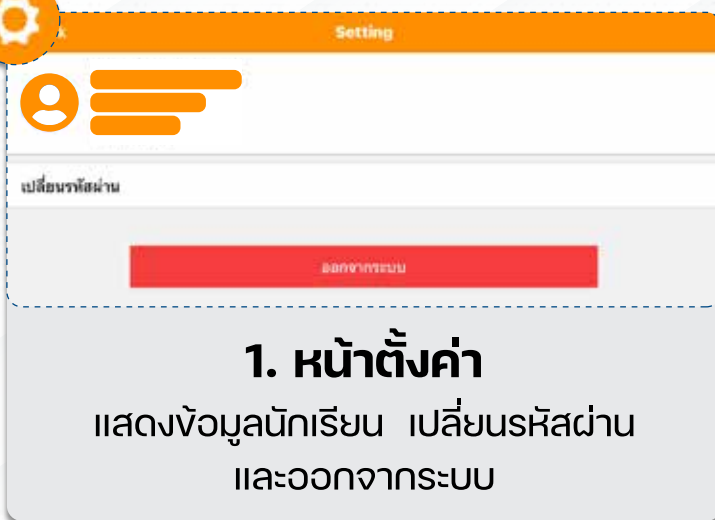 Setting
เปลี่ยนรหัสผ่าน
ออกจากระบบ
1. หน้าตั้งค่า
แสดงข้อมูลนักเรียน เปลี่ยนรหัสผ่าน
และออกจากระบบ